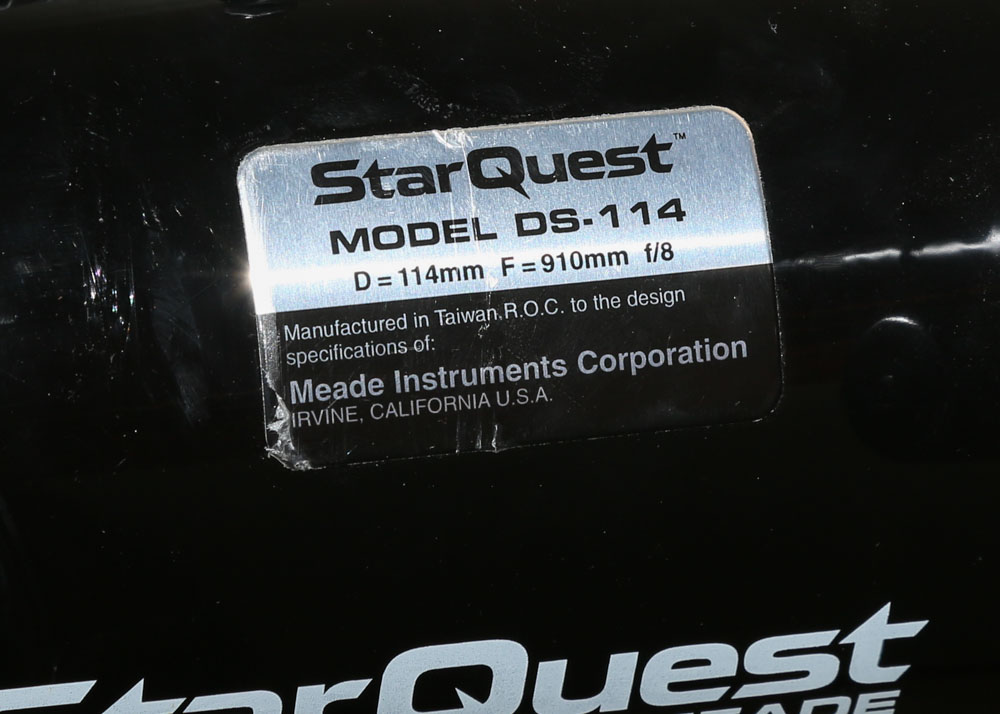 StarQuest™
MODEL DS-114
D=114mm F=910mm f/8
Manufactured in Taiwan,R.O.C. to the design
specifications of:
Meade Instruments Corporation
IRVINE, CALIFORNIA U.S.A.
StarQuest
MEADE